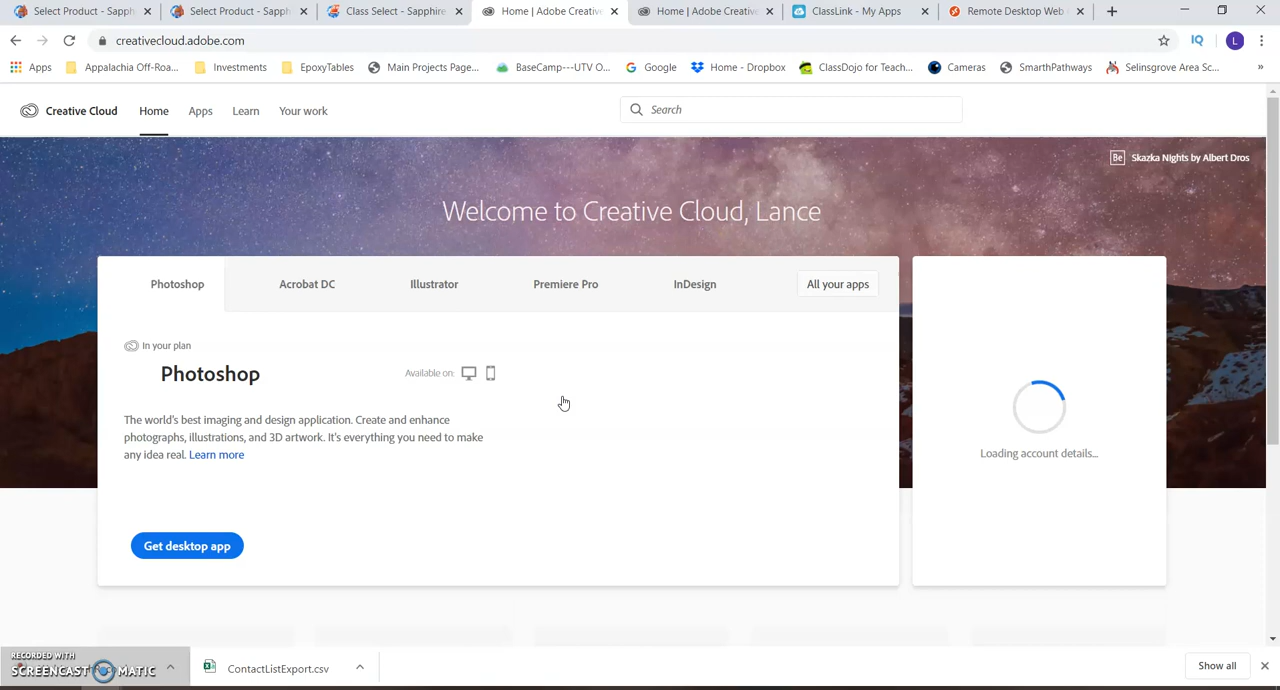 Select Product - Sapph
Select Product - Sapph
Class Select - Sapphire
Home | Adobe Creative
Home | Adobe Creative
ClassLink - My Apps
Remote Desktop Web
creativecloud.adobe.com
IQ
L
Apps
Appalachia Off-Roa...
Investments
EpoxyTables
Main Projects Page...
BaseCamp---UTV O...
Google
Home - Dropbox
ClassDojo for Teach...
Cameras
SmarthPathways
Selinsgrove Area Sc...
»
Creative Cloud
Home
Apps
Learn
Your work
Search
Be Skazka Nights by Albert Dros
Welcome to Creative Cloud, Lance
Photoshop
Acrobat DC
Illustrator
Premiere Pro
InDesign
All your apps
In your plan
Photoshop
Available on:
The world's best imaging and design application. Create and enhance
photographs, illustrations, and 3D artwork. It's everything you need to make
any idea real. Learn more
Get desktop app
Loading account details...
RECORDED WITH
SCREENCAST MATIC
ContactListExport.csv
Show all